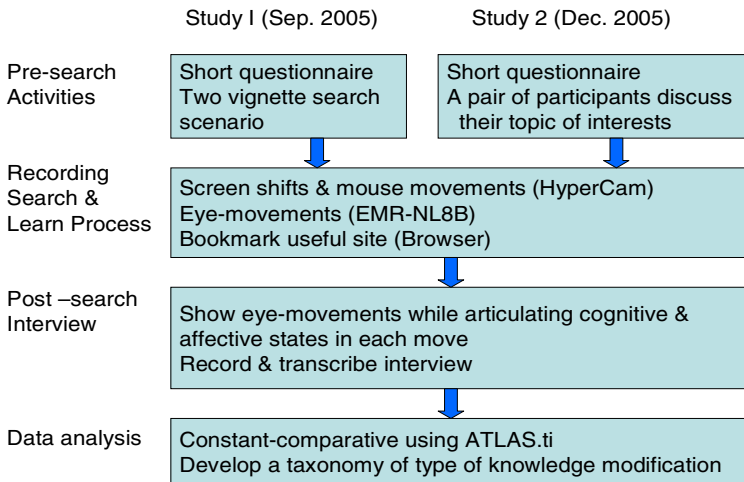 Study I (Sep. 2005)
Study 2 (Dec. 2005)
Pre-search
Activities
Short questionnaire
Two vignette search
scenario
Short questionnaire
A pair of participants discuss
their topic of interests
Recording
Search &
Learn Process
Screen shifts & mouse movements (HyperCam)
Eye-movements (EMR-NL8B)
Bookmark useful site (Browser)
Post –search
Interview
Show eye-movements while articulating cognitive &
affective states in each move
Record & transcribe interview
Data analysis
Constant-comparative using ATLAS.ti
Develop a taxonomy of type of knowledge modification